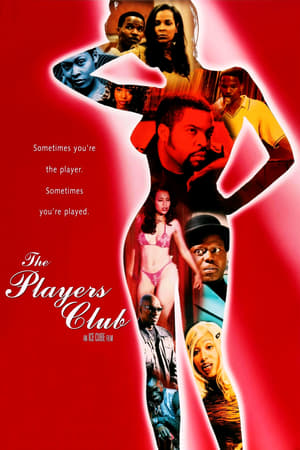 Sometimes you're
the player.
Sometimes
you're played.
The
Players
Club
AN ICE CUBE FILM